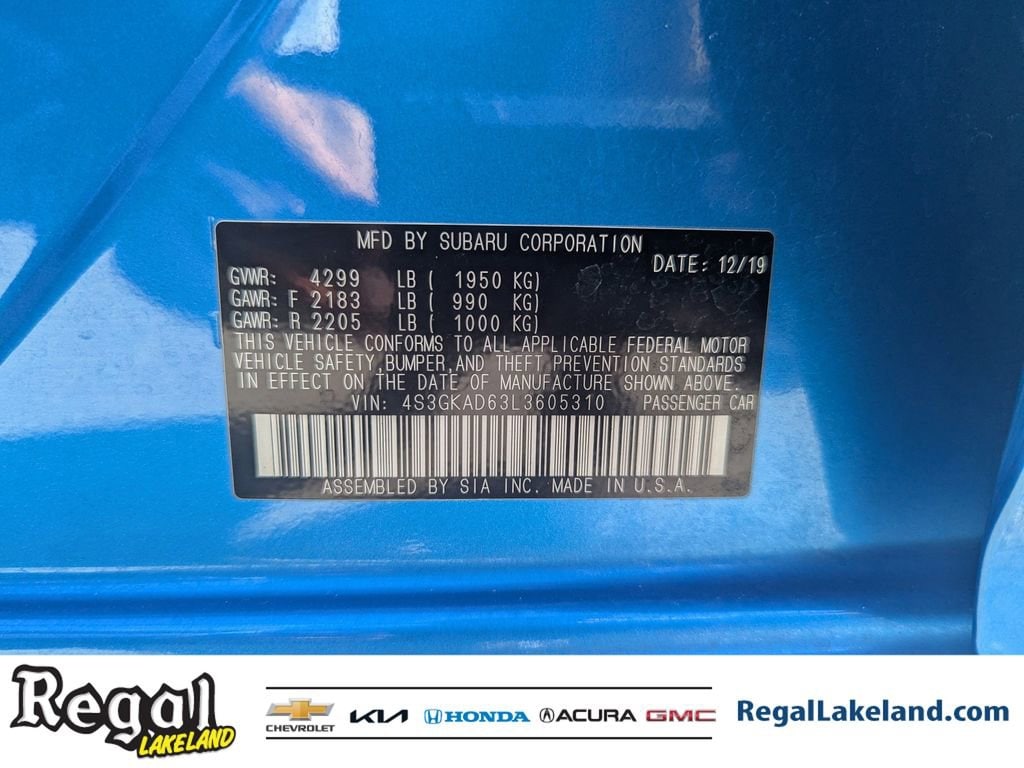 MFD BY SUBARU CORPORATION
DATE: 12/19
GVWR: 4299 LB ( 1950 KG)
GAWR: F 2183 LB ( 990 KG)
GAWR: R 2205 LB ( 1000 KG)
THIS VEHICLE CONFORMS TO ALL APPLICABLE FEDERAL MOTOR
VEHICLE SAFETY,BUMPER,AND THEFT PREVENTION STANDARDS
IN EFFECT ON THE DATE OF MANUFACTURE SHOWN ABOVE.
VIN: 4S3GKAD63L3605310 PASSENGER CAR
ASSEMBLED BY SIA INC. MADE IN U.S.A.
Regal
LAKELAND
CHEVROLET KIA HONDA ACURA GMC
RegalLakeland.com